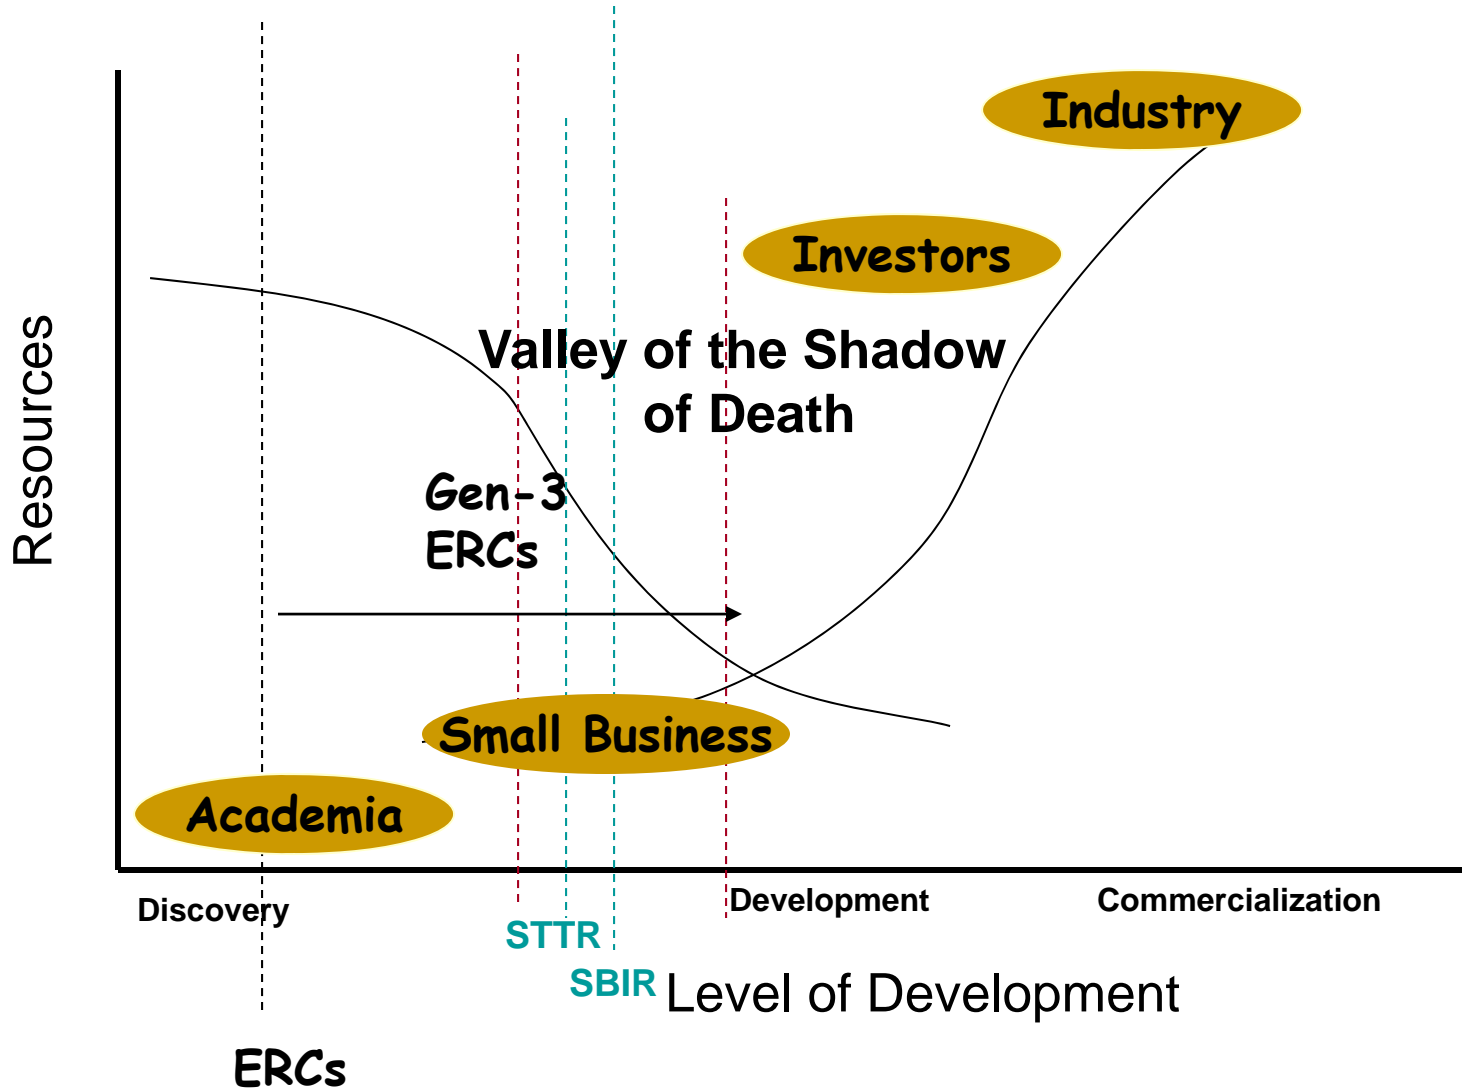 Industry
Investors
Valley of the Shadow
of Death
Resources
Gen-3
ERCs
Small Business
Academia
Discovery
Development
Commercialization
STTR
SBIR
Level of Development
ERCs